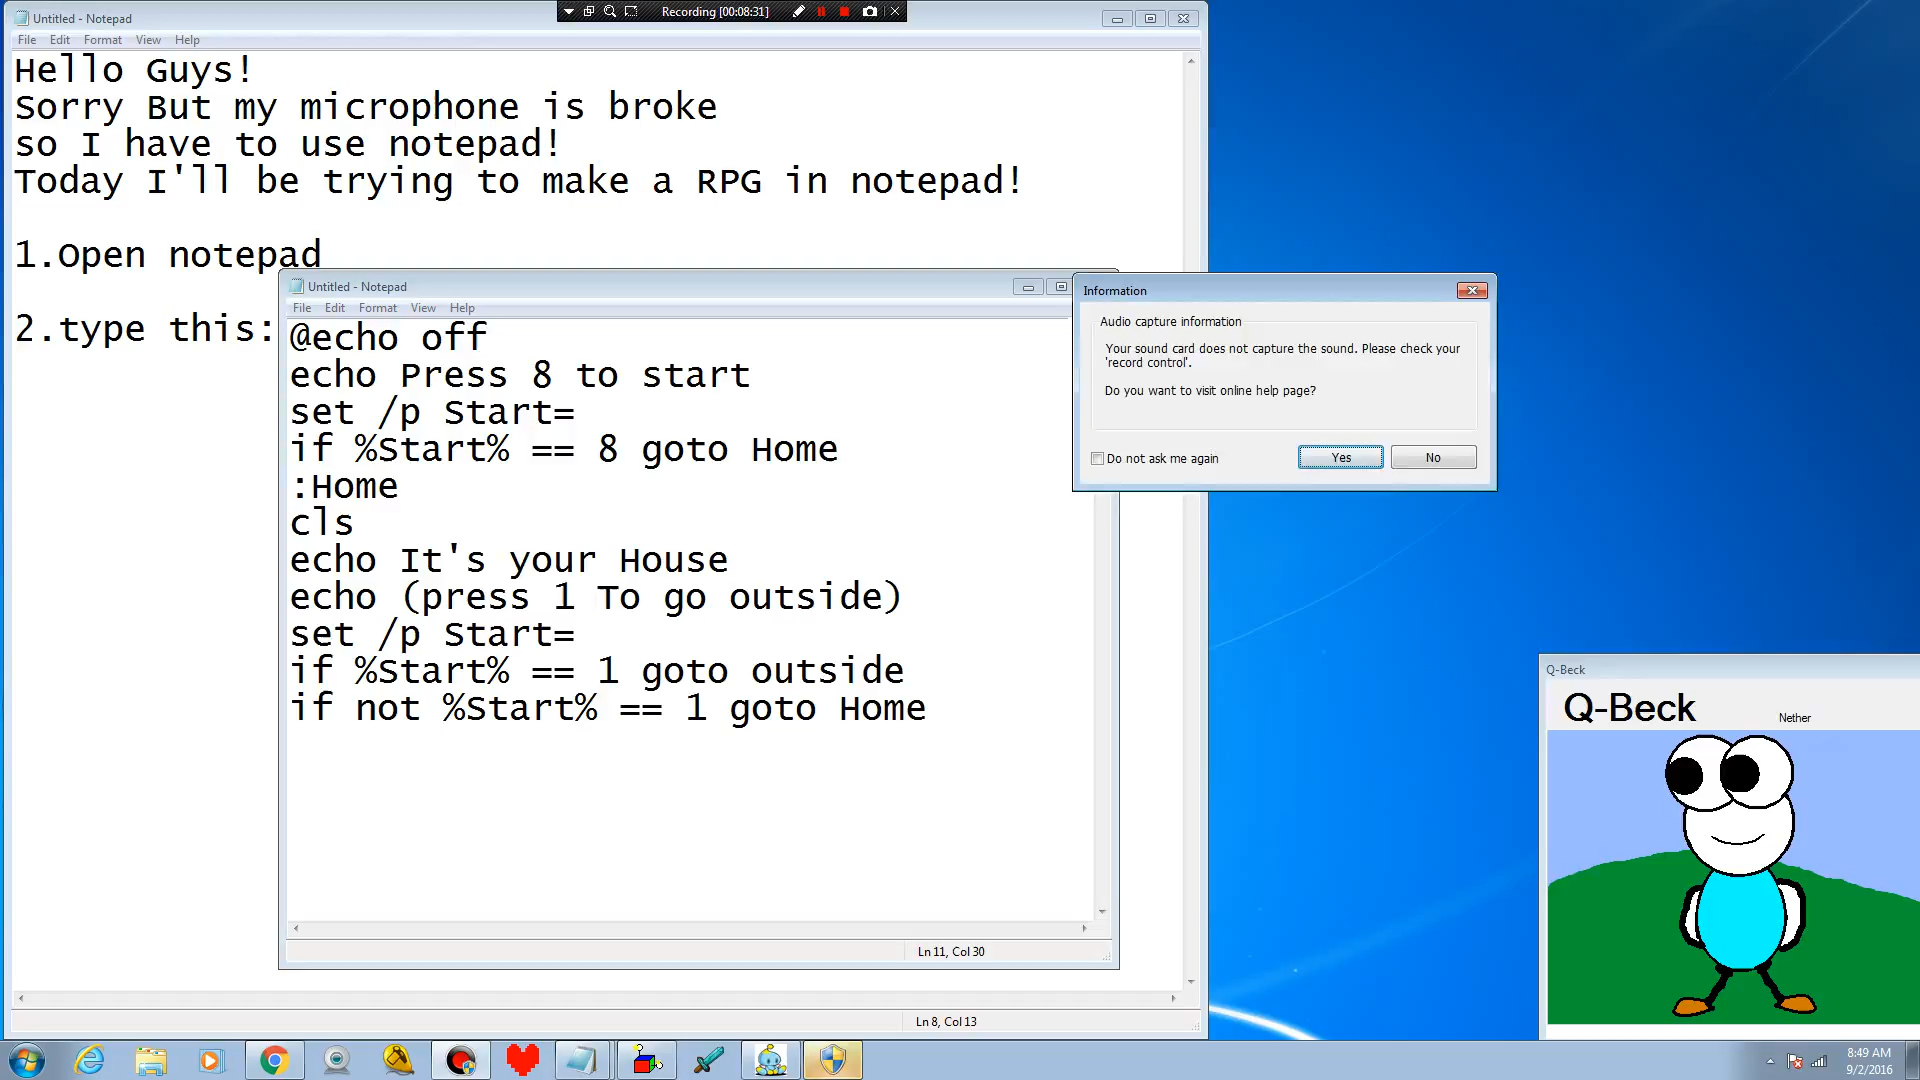 Untitled - Notepad
Recording [00:08:31]
File Edit Format View Help
Hello Guys!
Sorry But my microphone is broke
so I have to use notepad!
Today I'll be trying to make a RPG in notepad!
1.Open notepad
2.type this:
Untitled - Notepad
File Edit Format View Help
@echo off
echo Press 8 to start
set /p Start=
if %Start% == 8 goto Home
:Home
cls
echo It's your House
echo (press 1 To go outside)
set /p Start=
if %Start% == 1 goto outside
if not %Start% == 1 goto Home
Ln 11, Col 30
Ln 8, Col 13
Information
Audio capture information
Your sound card does not capture the sound. Please check your
'record control'.
Do you want to visit online help page?
Do not ask me again
Yes
No
Q-Beck
Q-Beck
Nether
8:49 AM
9/2/2016